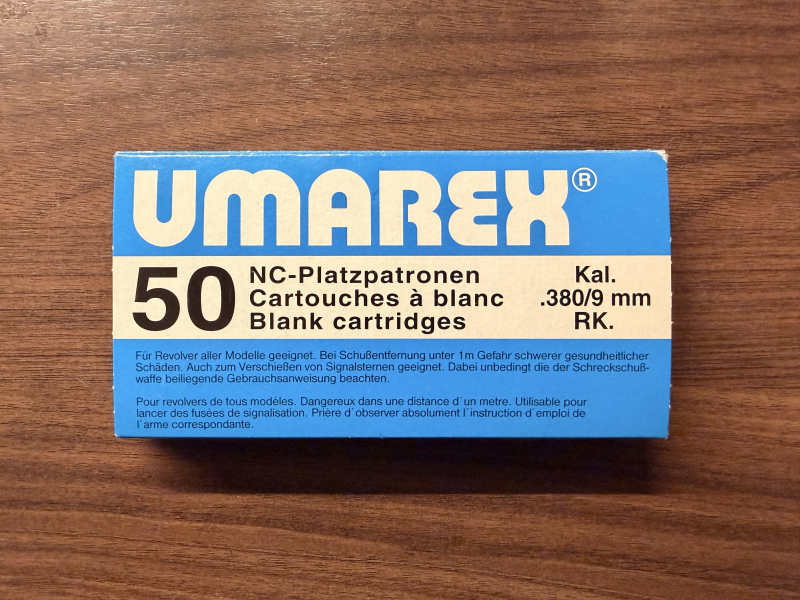 UMAREX®
50
NC-Platzpatronen
Cartouches à blanc
Blank cartridges
Kal.
.380/9 mm
RK.
Für Revolver aller Modelle geeignet. Bei Schußentfernung unter 1m Gefahr schwerer gesundheitlicher
Schäden. Auch zum Verschießen von Signalsternen geeignet. Dabei unbedingt die der Schreckschuß-
waffe beiliegende Gebrauchsanweisung beachten.
Pour revolvers de tous modèles. Dangereux dans une distance d´un metre. Utilisable pour
lancer des fusées de signalisation. Prière d´observer absolument l´instruction d´emploi de
l´arme correspondante.